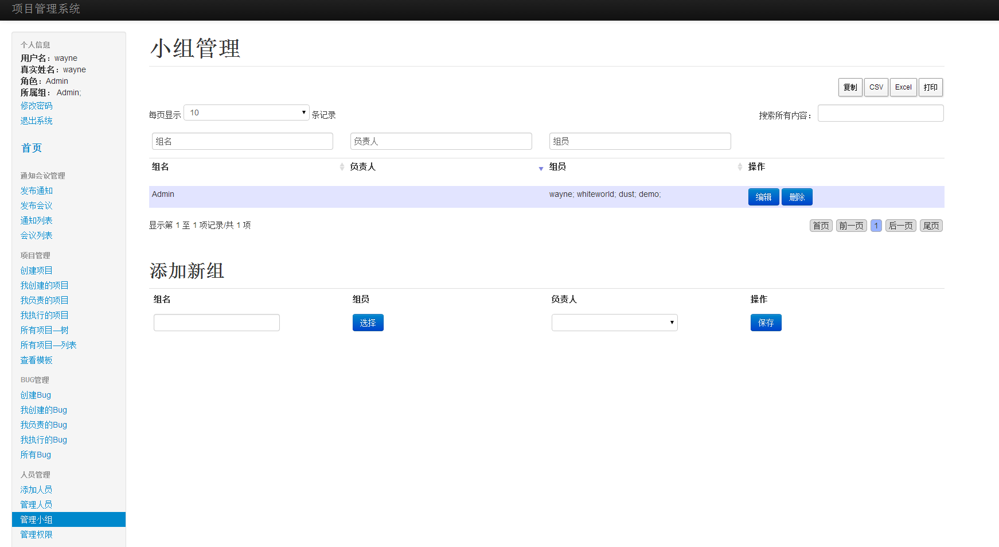 项目管理系统
个人信息
用户名：wayne
真实姓名：wayne
角色：Admin
所属组： Admin;
修改密码
退出系统
首页
通知会议管理
发布通知
发布会议
通知列表
会议列表
项目管理
创建项目
我创建的项目
我负责的项目
我执行的项目
所有项目—树
所有项目—列表
查看模板
BUG管理
创建Bug
我创建的Bug
我负责的Bug
我执行的Bug
所有Bug
人员管理
添加人员
管理人员
管理小组
管理权限
小组管理
复制 CSV Excel 打印
每页显示 10 条记录 搜索所有内容：
组名 负责人 组员
组名 负责人 组员 操作
Admin wayne; whiteworld; dust; demo; 编辑 删除
显示第 1 至 1 项记录/共 1 项 首页 前一页 1 后一页 尾页
添加新组
组名 组员 负责人 操作
选择 保存